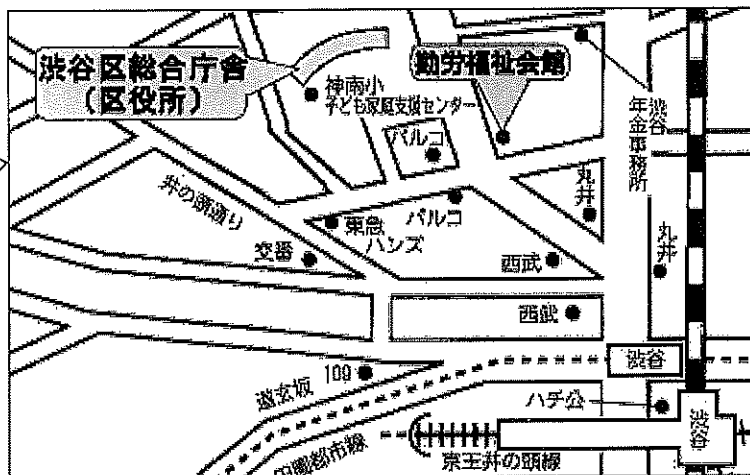 渋谷区総合庁舎
（区役所）
勤労福祉会館
神南小
子ども家庭支援センター
渋谷
年金事務所
パルコ
丸井
井の頭通り
東急
ハンズ
パルコ
交番
西武
丸井
西武
109
道玄坂
渋谷
ハチ公
渋谷
田園都市線
京王井の頭線